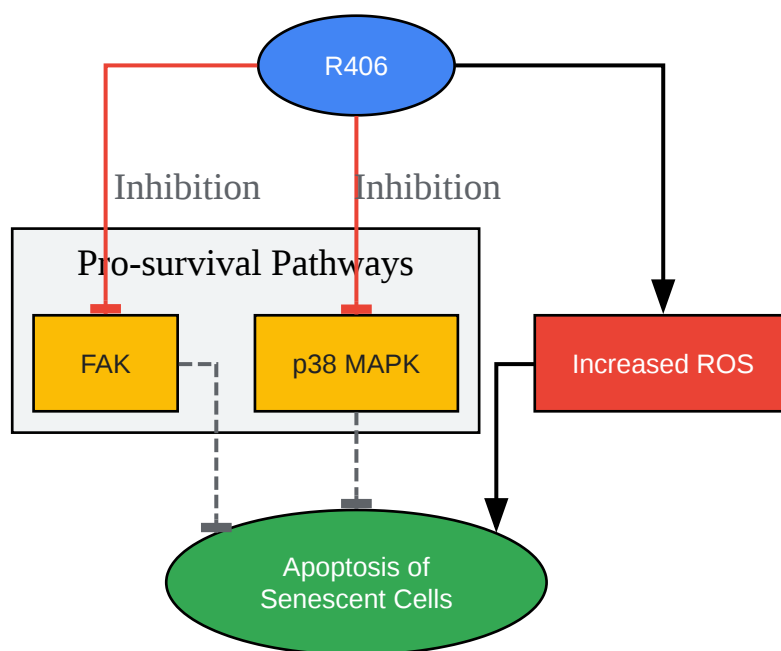 R406
Inhibition
Inhibition
Pro-survival Pathways
FAK
p38 MAPK
Increased ROS
Apoptosis of
Senescent Cells